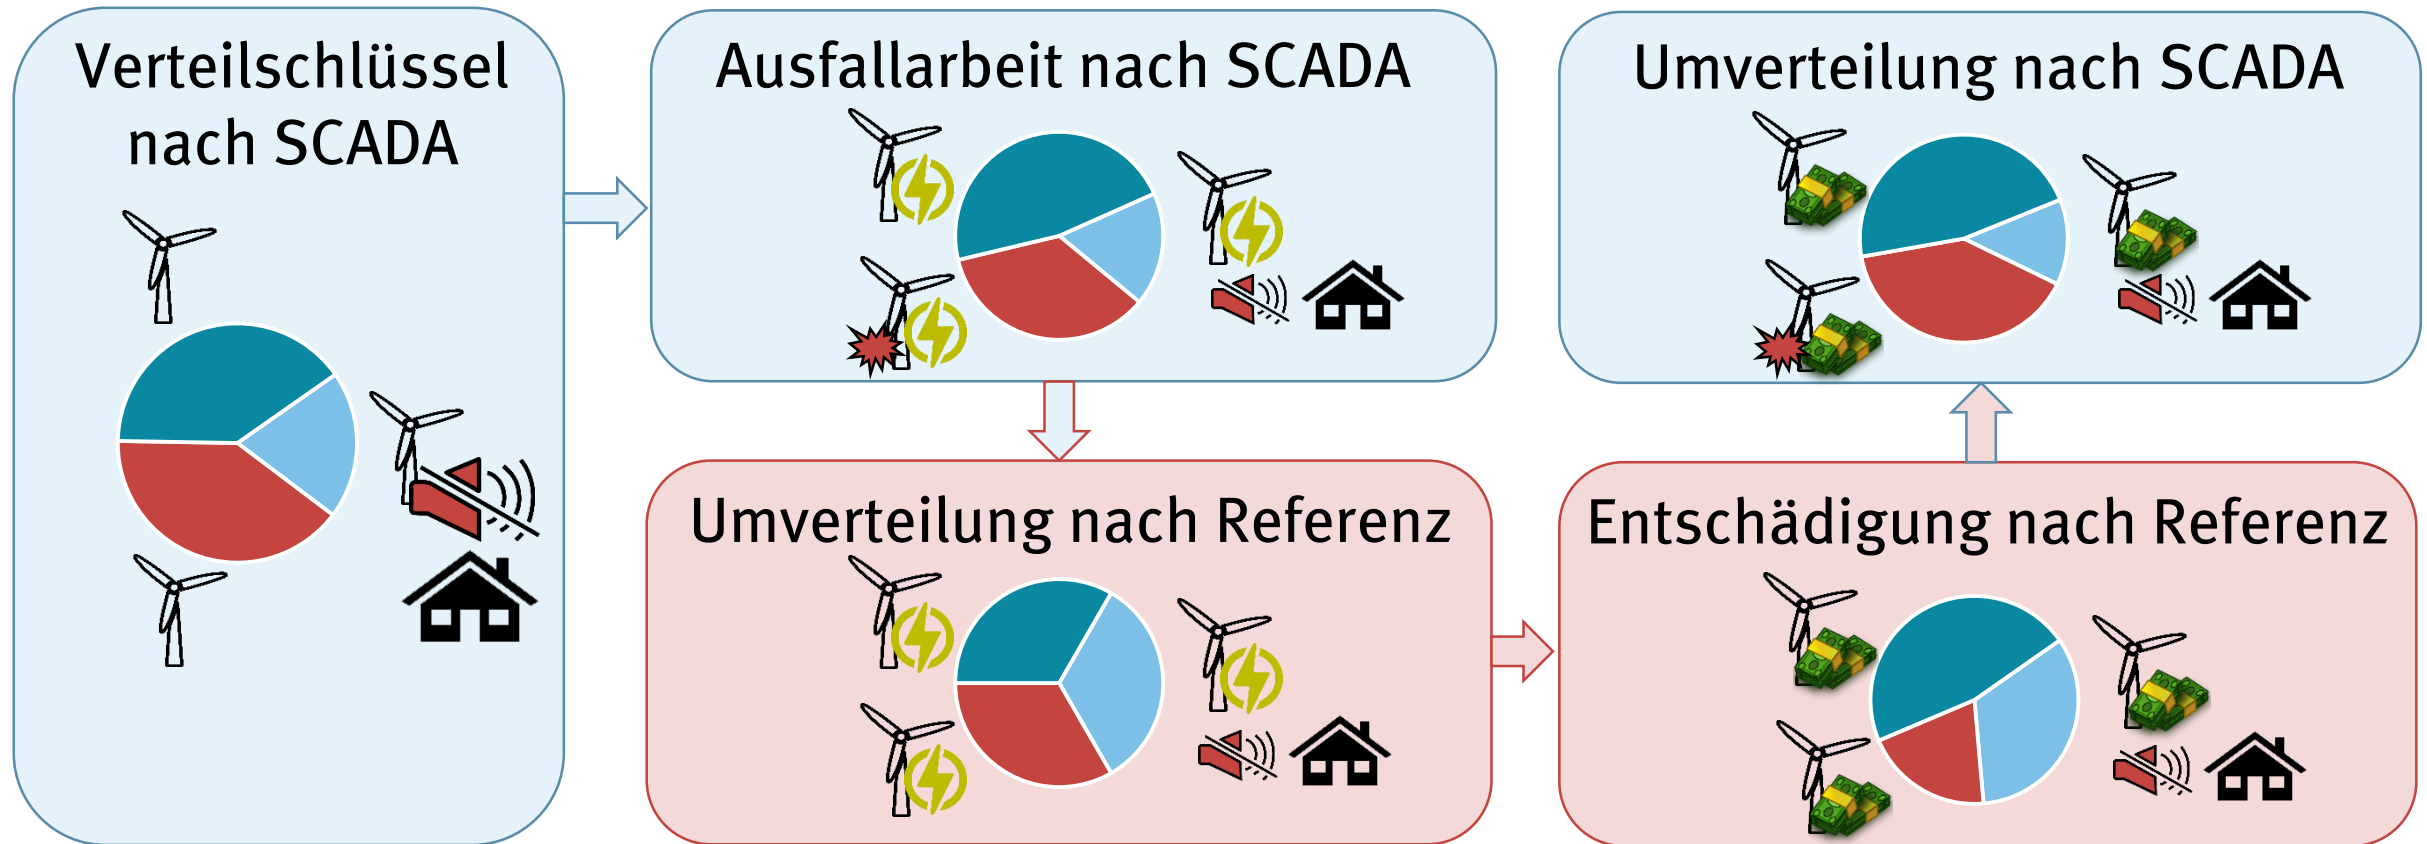 Verteilschlüssel
nach SCADA
Ausfallarbeit nach SCADA
Umverteilung nach Referenz
Entschädigung nach Referenz
Umverteilung nach SCADA